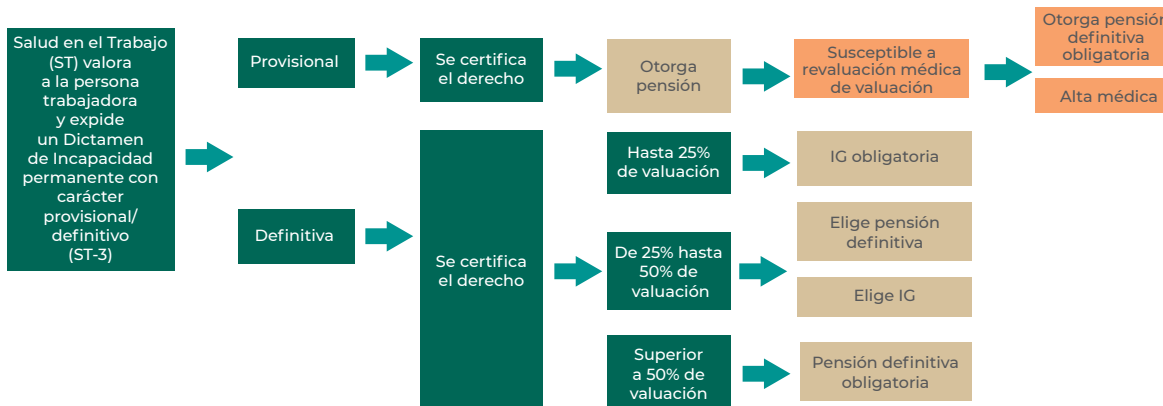 Salud en el Trabajo
(ST) valora
a la persona
trabajadora
y expide
un Dictamen
de Incapacidad
permanente con
carácter
provisional/
definitivo
(ST-3)
Provisional
Se certifica
el derecho
Otorga
pensión
Susceptible a
revaluación médica
de valuación
Otorga pensión
definitiva
obligatoria
Alta médica
Definitiva
Se certifica
el derecho
Hasta 25%
de valuación
IG obligatoria
De 25% hasta
50% de
valuación
Elige pensión
definitiva
Elige IG
Superior
a 50% de
valuación
Pensión definitiva
obligatoria